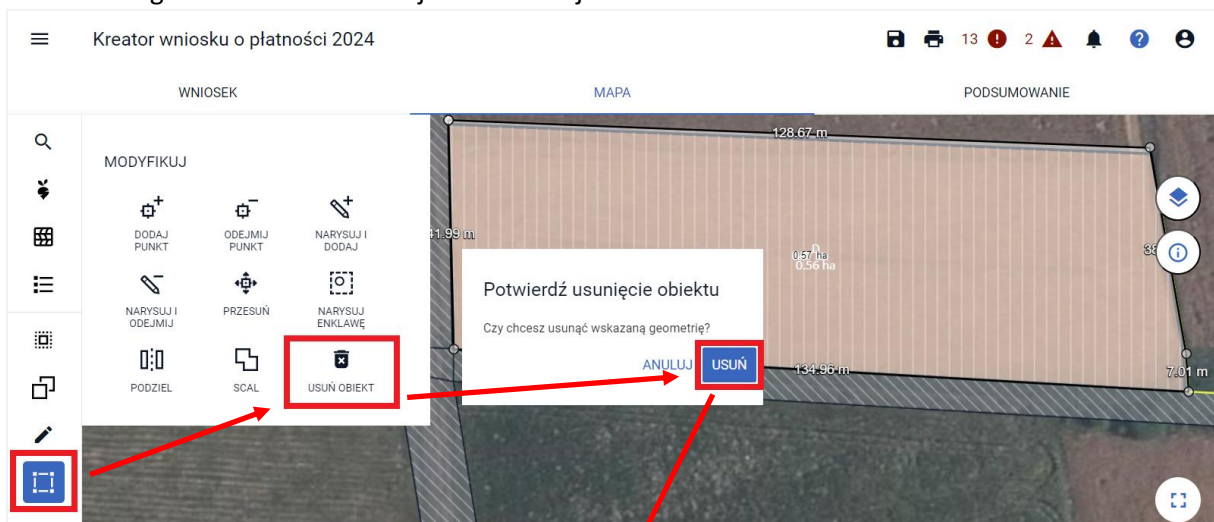 Kreator wniosku o płatności 2024
13
2
WNIOSEK
MAPA
PODSUMOWANIE
MODYFIKUJ
DODAJ
PUNKT
ODEJMIJ
PUNKT
NARYSUJ I
DODAJ
NARYSUJ I
ODEJMIJ
PRZESUŃ
NARYSUJ
ENKLAWĘ
PODZIEL
SCAL
USUŃ OBIEKT
128.67 m
41.99 m
0.57 ha
0.56 ha
Potwierdź usunięcie obiektu
Czy chcesz usunąć wskazaną geometrię?
ANULUJ
USUŃ
134.96 m
7.01 m